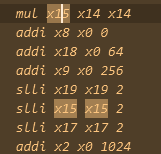 mul x15 x14 x14
addi x8 x0 0
addi x18 x0 64
addi x9 x0 256
slli x19 x19 2
slli x15 x15 2
slli x17 x17 2
addi x2 x0 1024